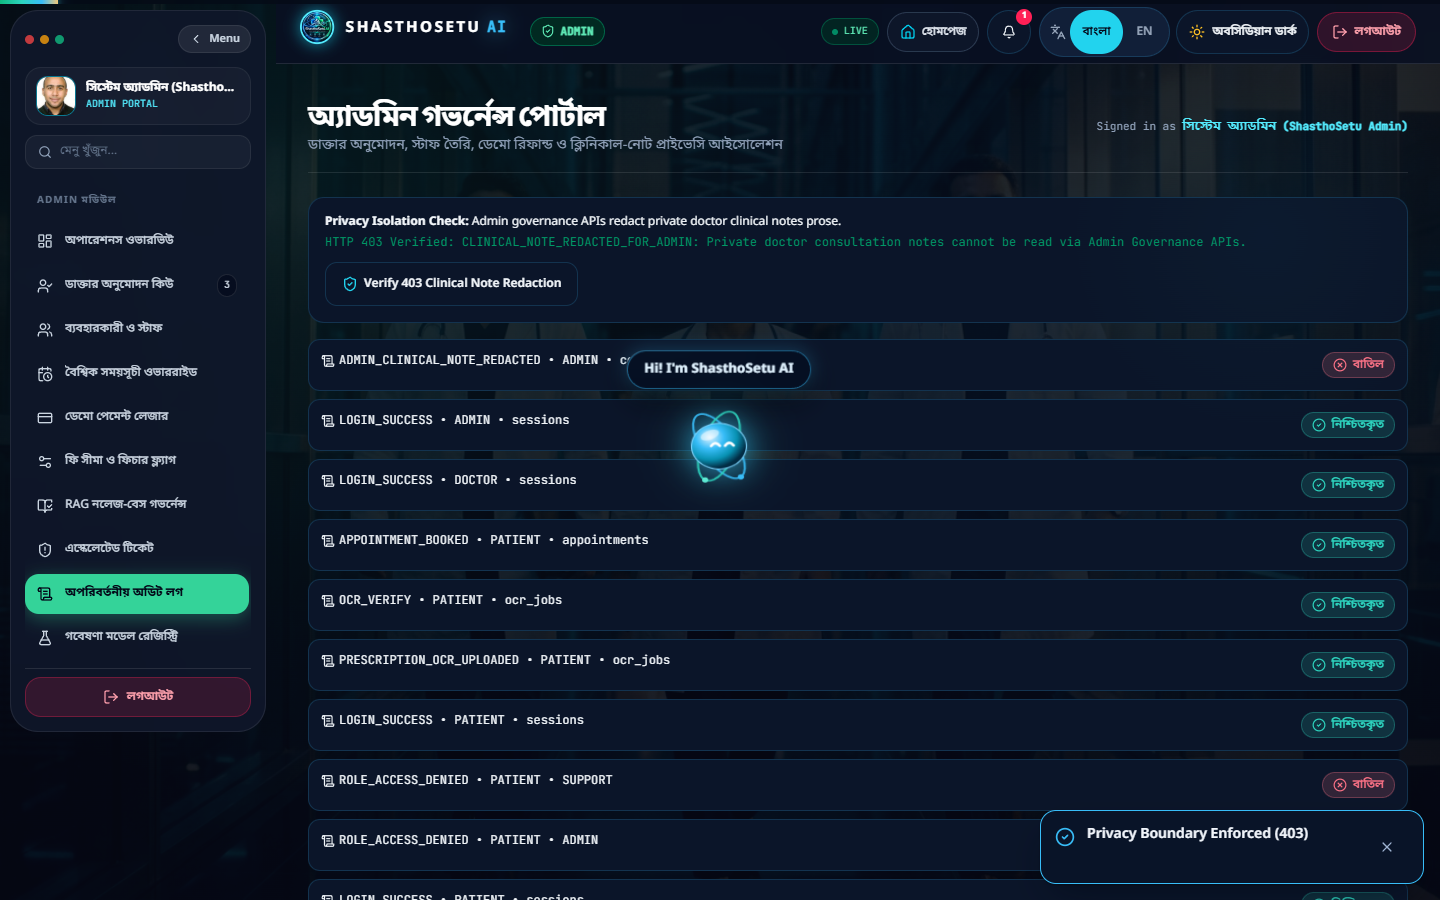 Menu
সিস্টেম অ্যাডমিন (Shastho...
ADMIN PORTAL
মেনু খুঁজুন...
ADMIN মডিউল
অপারেশনস ওভারভিউ
ডাক্তার অনুমোদন কিউ
3
ব্যবহারকারী ও স্টাফ
বৈশ্বিক সময়সূচী ওভাররাইড
ডেমো পেমেন্ট লেজার
ফি সীমা ও ফিচার ফ্ল্যাগ
RAG নলেজ-বেস গভর্নেন্স
এস্কেলেটেড টিকেট
অপরিবর্তনীয় অডিট লগ
গবেষণা মডেল রেজিস্ট্রি
লগআউট
SHASTHOSETU AI
ADMIN
LIVE
হোমপেজ
1
বাংলা
EN
অবসিডিয়ান ডার্ক
লগআউট
অ্যাডমিন গভর্নেন্স পোর্টাল
ডাক্তার অনুমোদন, স্টাফ তৈরি, ডেমো রিফান্ড ও ক্লিনিকাল-নোট প্রাইভেসি আইসোলেশন
Signed in as সিস্টেম অ্যাডমিন (ShasthoSetu Admin)
Privacy Isolation Check: Admin governance APIs redact private doctor clinical notes prose.
HTTP 403 Verified: CLINICAL_NOTE_REDACTED_FOR_ADMIN: Private doctor consultation notes cannot be read via Admin Governance APIs.
Verify 403 Clinical Note Redaction
ADMIN_CLINICAL_NOTE_REDACTED • ADMIN •
বাতিল
Hi! I'm ShasthoSetu AI
LOGIN_SUCCESS • ADMIN • sessions
নিশ্চিতকৃত
LOGIN_SUCCESS • DOCTOR • sessions
নিশ্চিতকৃত
APPOINTMENT_BOOKED • PATIENT • appointments
নিশ্চিতকৃত
OCR_VERIFY • PATIENT • ocr_jobs
নিশ্চিতকৃত
PRESCRIPTION_OCR_UPLOADED • PATIENT • ocr_jobs
নিশ্চিতকৃত
LOGIN_SUCCESS • PATIENT • sessions
নিশ্চিতকৃত
ROLE_ACCESS_DENIED • PATIENT • SUPPORT
বাতিল
ROLE_ACCESS_DENIED • PATIENT • ADMIN
Privacy Boundary Enforced (403)
LOGIN_SUCCESS • PATIENT • sessions
নিশ্চিতকৃত